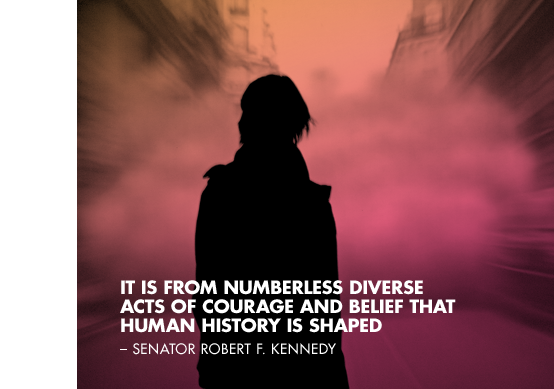 IT IS FROM NUMBERLESS DIVERSE
ACTS OF COURAGE AND BELIEF THAT
HUMAN HISTORY IS SHAPED
– SENATOR ROBERT F. KENNEDY